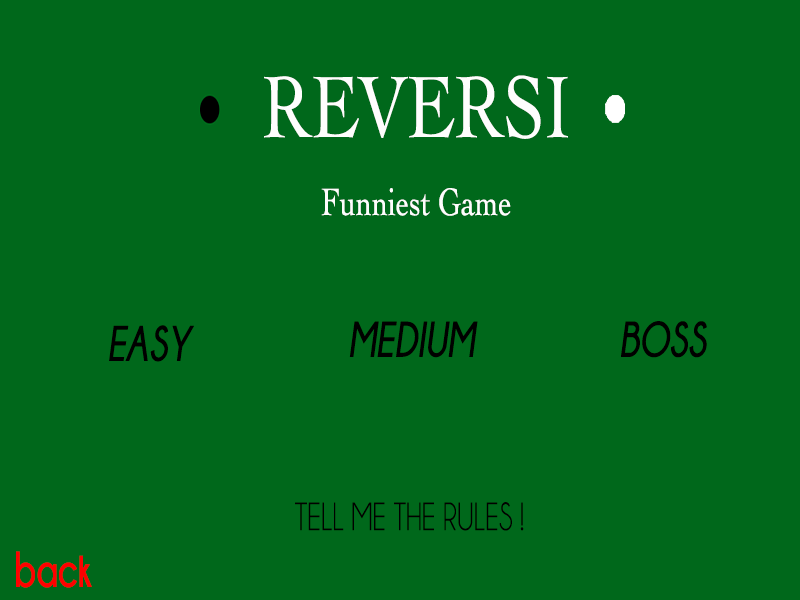 REVERSI
Funniest Game
EASY MEDIUM BOSS
TELL ME THE RULES !
back